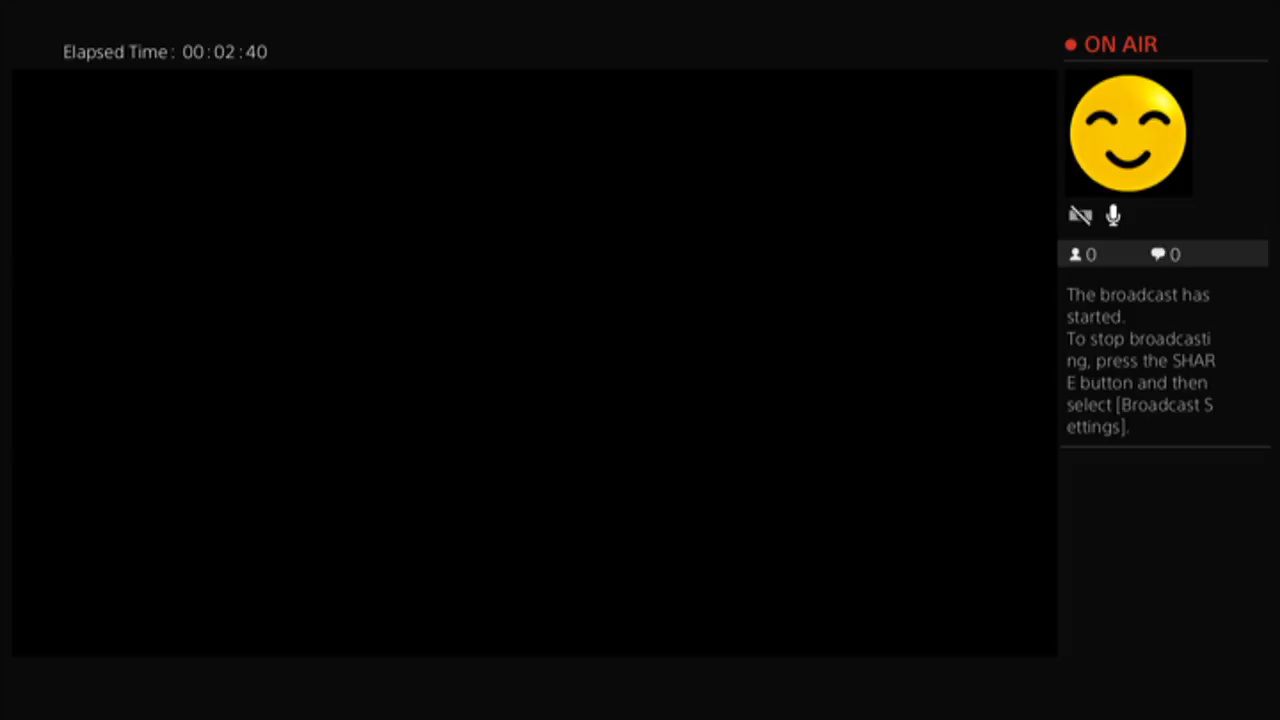 Elapsed Time: 00:02:40
ON AIR
0 0
The broadcast has
started.
To stop broadcasti
ng, press the SHAR
E button and then
select [Broadcast S
ettings].